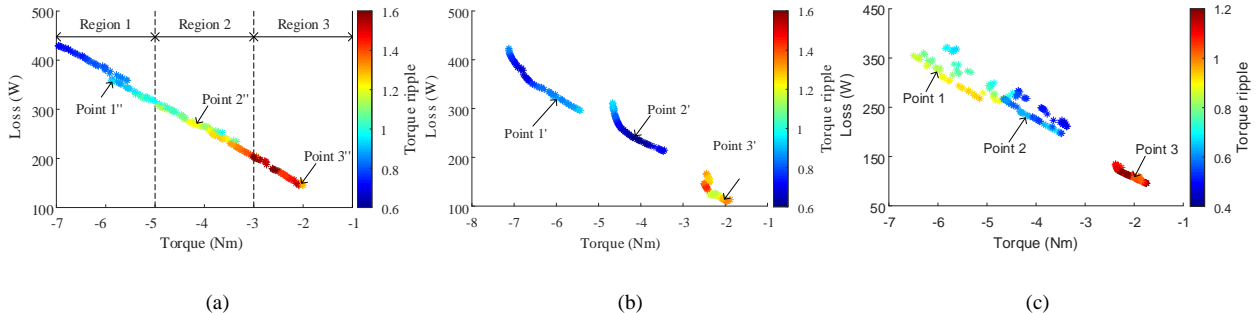 500
400
300
200
100
Loss (W)
-7
-6
-5
-4
-3
-2
-1
Torque (Nm)
Region 1
Region 2
Region 3
Point 1''
Point 2''
Point 3''
1.6
1.4
1.2
1
0.8
0.6
Torque ripple
(a)
500
400
300
200
100
Loss (W)
-8
-7
-6
-5
-4
-3
-2
-1
Torque (Nm)
Point 1'
Point 2'
Point 3'
1.6
1.4
1.2
1
0.8
0.6
Torque ripple
(b)
450
350
250
150
50
Loss (W)
-7
-6
-5
-4
-3
-2
-1
Torque (Nm)
Point 1
Point 2
Point 3
1.2
1
0.8
0.6
0.4
Torque ripple
(c)